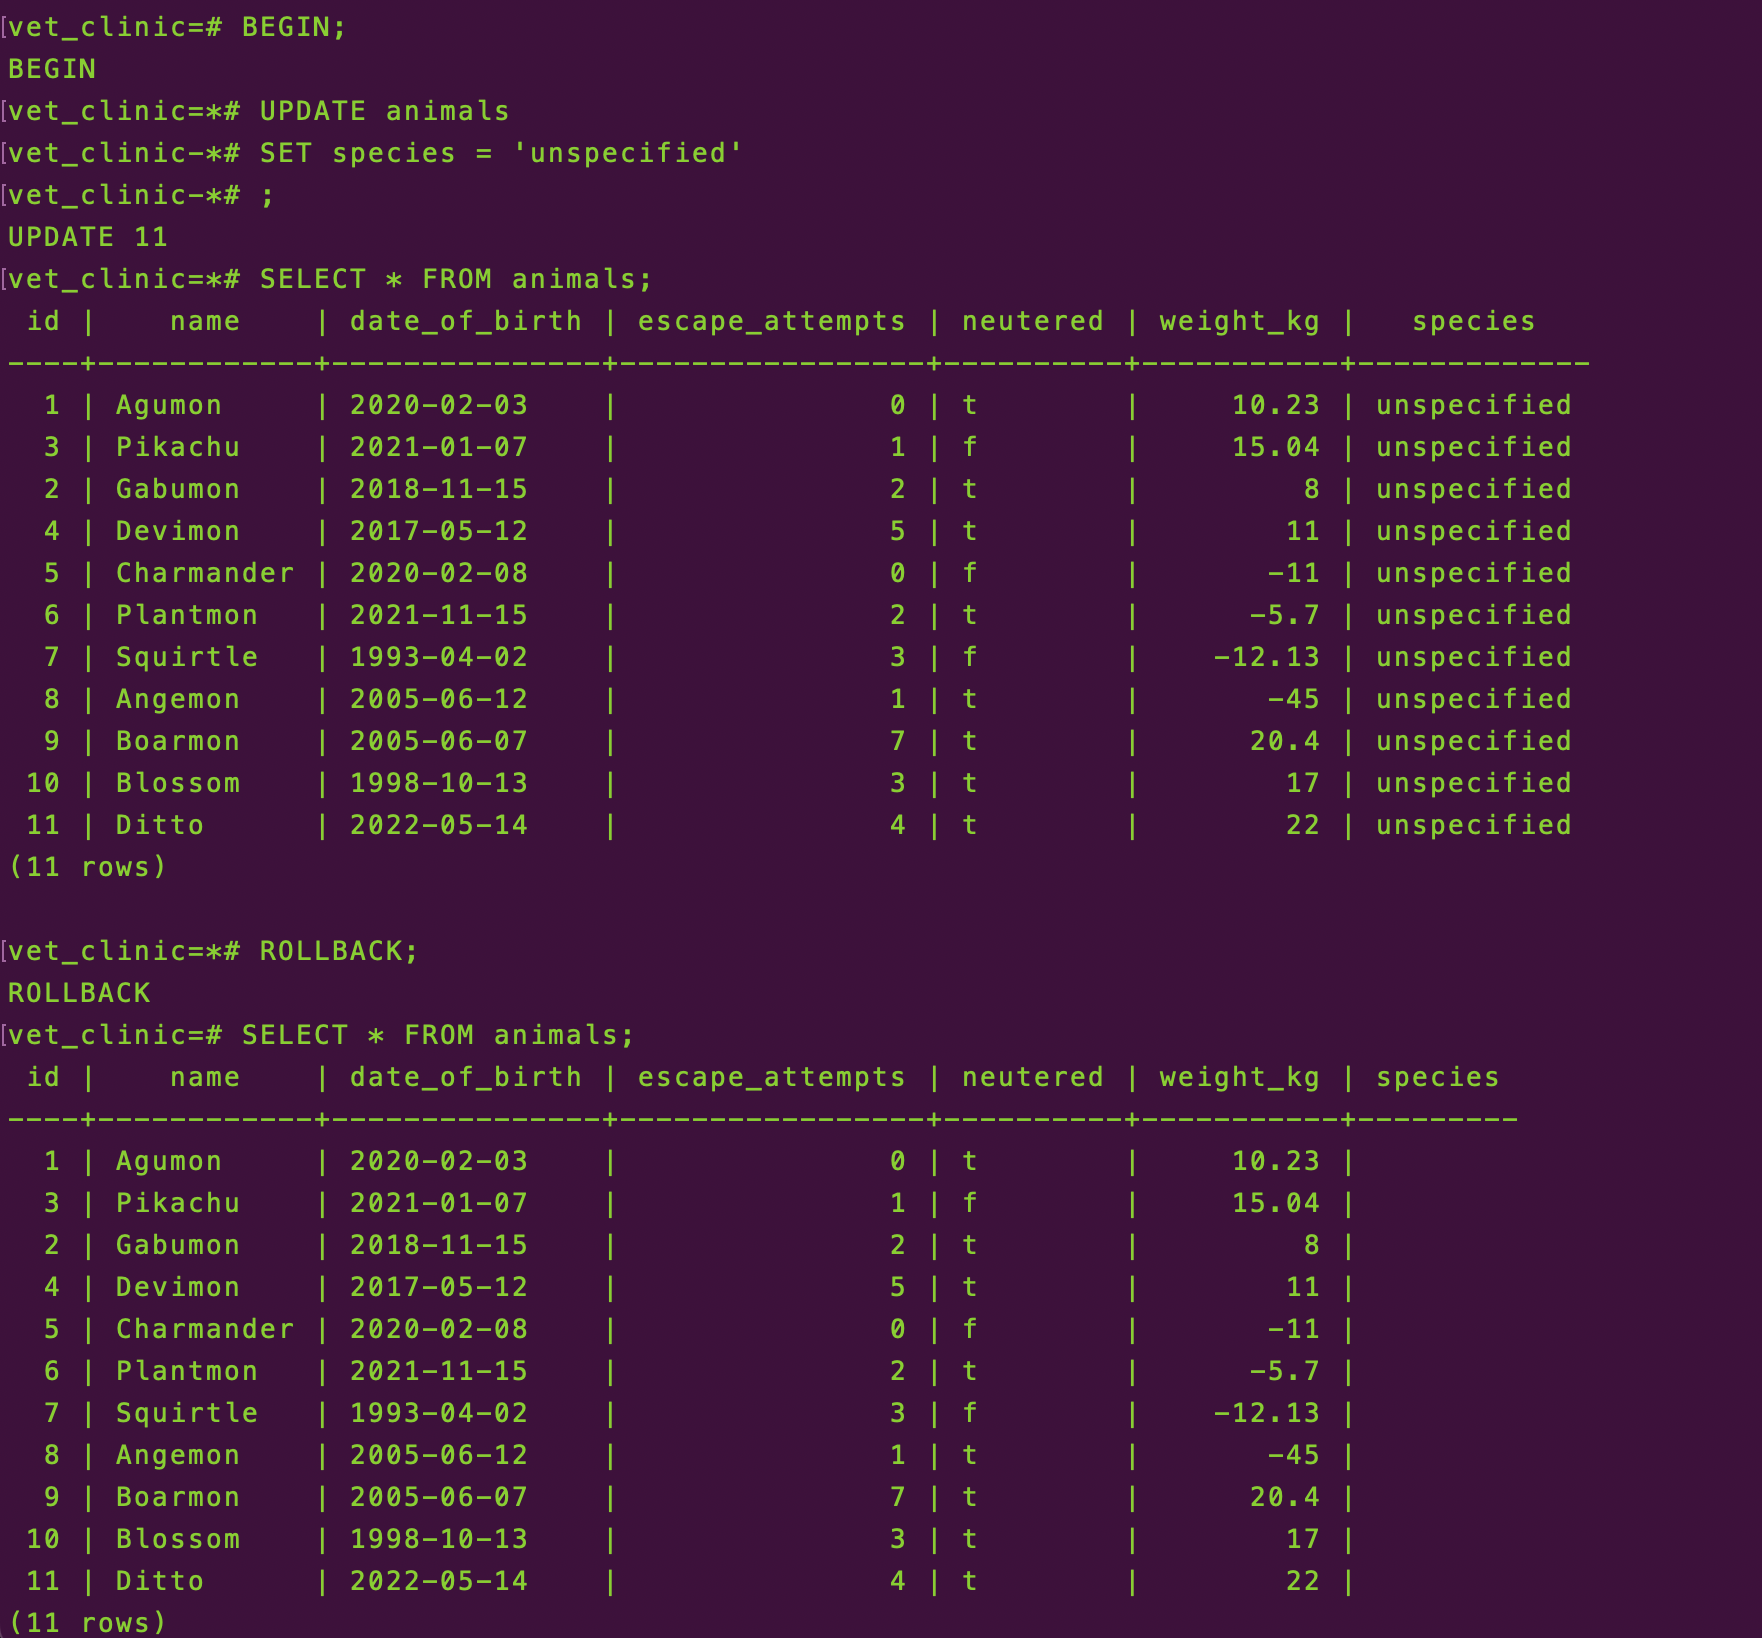 [vet_clinic=# BEGIN;
BEGIN
[vet_clinic=*# UPDATE animals
[vet_clinic-*# SET species = 'unspecified'
[vet_clinic-*# ;
UPDATE 11
[vet_clinic=*# SELECT * FROM animals;
 id |    name    | date_of_birth | escape_attempts | neutered | weight_kg |   species
----+------------+---------------+-----------------+----------+-----------+-------------
  1 | Agumon     | 2020-02-03    |               0 | t        |     10.23 | unspecified
  3 | Pikachu    | 2021-01-07    |               1 | f        |     15.04 | unspecified
  2 | Gabumon    | 2018-11-15    |               2 | t        |         8 | unspecified
  4 | Devimon    | 2017-05-12    |               5 | t        |        11 | unspecified
  5 | Charmander | 2020-02-08    |               0 | f        |       -11 | unspecified
  6 | Plantmon   | 2021-11-15    |               2 | t        |      -5.7 | unspecified
  7 | Squirtle   | 1993-04-02    |               3 | f        |    -12.13 | unspecified
  8 | Angemon    | 2005-06-12    |               1 | t        |       -45 | unspecified
  9 | Boarmon    | 2005-06-07    |               7 | t        |      20.4 | unspecified
 10 | Blossom    | 1998-10-13    |               3 | t        |        17 | unspecified
 11 | Ditto      | 2022-05-14    |               4 | t        |        22 | unspecified
(11 rows)

[vet_clinic=*# ROLLBACK;
ROLLBACK
[vet_clinic=# SELECT * FROM animals;
 id |    name    | date_of_birth | escape_attempts | neutered | weight_kg | species
----+------------+---------------+-----------------+----------+-----------+---------
  1 | Agumon     | 2020-02-03    |               0 | t        |     10.23 |
  3 | Pikachu    | 2021-01-07    |               1 | f        |     15.04 |
  2 | Gabumon    | 2018-11-15    |               2 | t        |         8 |
  4 | Devimon    | 2017-05-12    |               5 | t        |        11 |
  5 | Charmander | 2020-02-08    |               0 | f        |       -11 |
  6 | Plantmon   | 2021-11-15    |               2 | t        |      -5.7 |
  7 | Squirtle   | 1993-04-02    |               3 | f        |    -12.13 |
  8 | Angemon    | 2005-06-12    |               1 | t        |       -45 |
  9 | Boarmon    | 2005-06-07    |               7 | t        |      20.4 |
 10 | Blossom    | 1998-10-13    |               3 | t        |        17 |
 11 | Ditto      | 2022-05-14    |               4 | t        |        22 |
(11 rows)